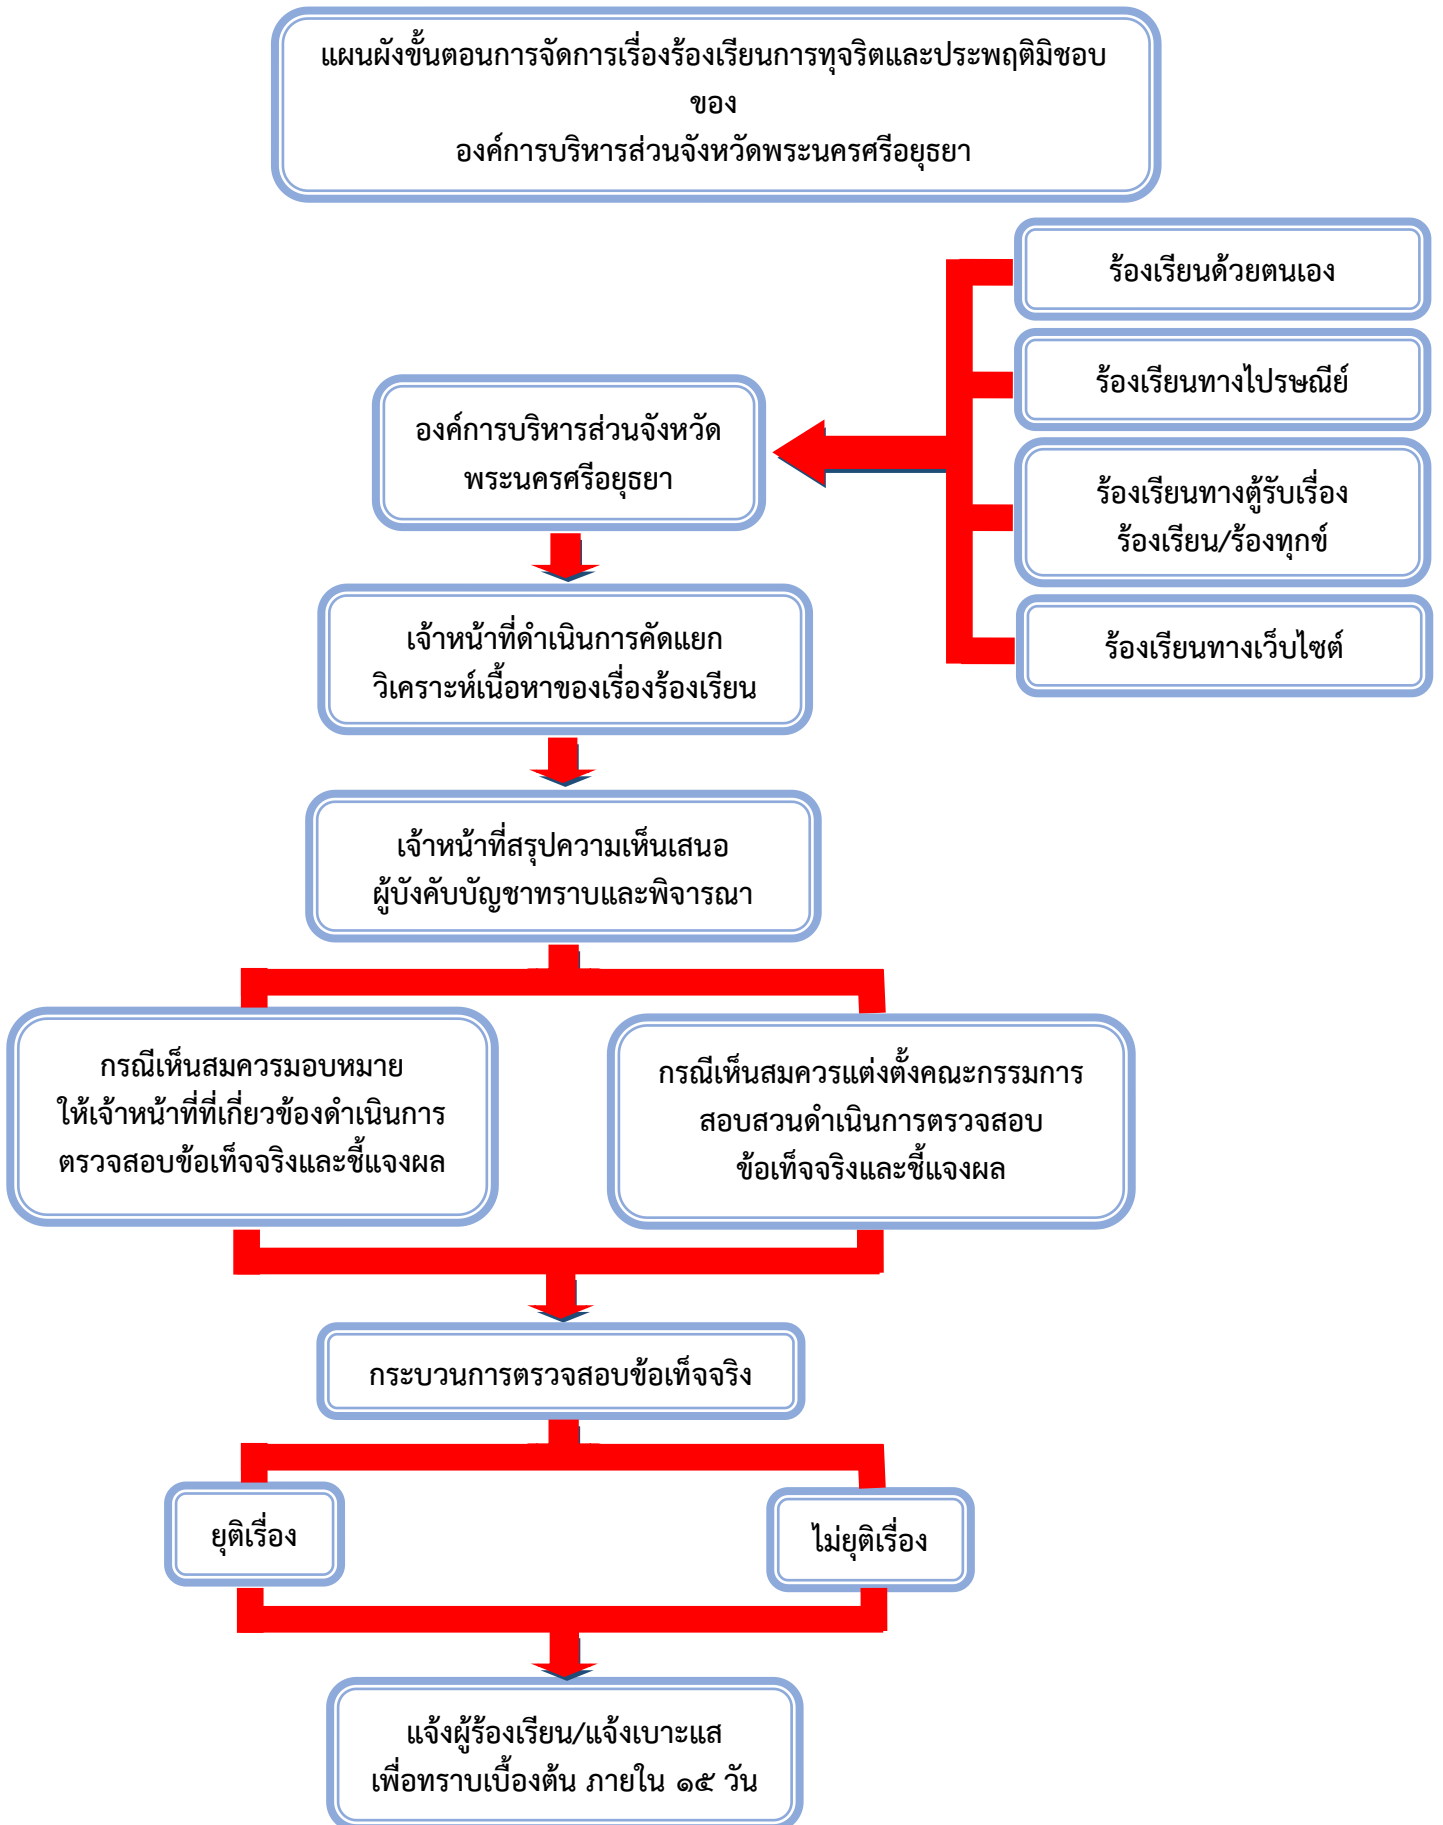 แผนผังขั้นตอนการจัดการเรื่องร้องเรียนการทุจริตและประพฤติมิชอบ
ของ
องค์การบริหารส่วนจังหวัดพระนครศรีอยุธยา
ร้องเรียนด้วยตนเอง
ร้องเรียนทางไปรษณีย์
ร้องเรียนทางตู้รับเรื่อง
ร้องเรียน/ร้องทุกข์
ร้องเรียนทางเว็บไซต์
องค์การบริหารส่วนจังหวัด
พระนครศรีอยุธยา
เจ้าหน้าที่ดำเนินการคัดแยก
วิเคราะห์เนื้อหาของเรื่องร้องเรียน
เจ้าหน้าที่สรุปความเห็นเสนอ
ผู้บังคับบัญชาทราบและพิจารณา
กรณีเห็นสมควรมอบหมาย
ให้เจ้าหน้าที่ที่เกี่ยวข้องดำเนินการ
ตรวจสอบข้อเท็จจริงและชี้แจงผล
กรณีเห็นสมควรแต่งตั้งคณะกรรมการ
สอบสวนดำเนินการตรวจสอบ
ข้อเท็จจริงและชี้แจงผล
กระบวนการตรวจสอบข้อเท็จจริง
ยุติเรื่อง
ไม่ยุติเรื่อง
แจ้งผู้ร้องเรียน/แจ้งเบาะแส
เพื่อทราบเบื้องต้น ภายใน ๑๕ วัน